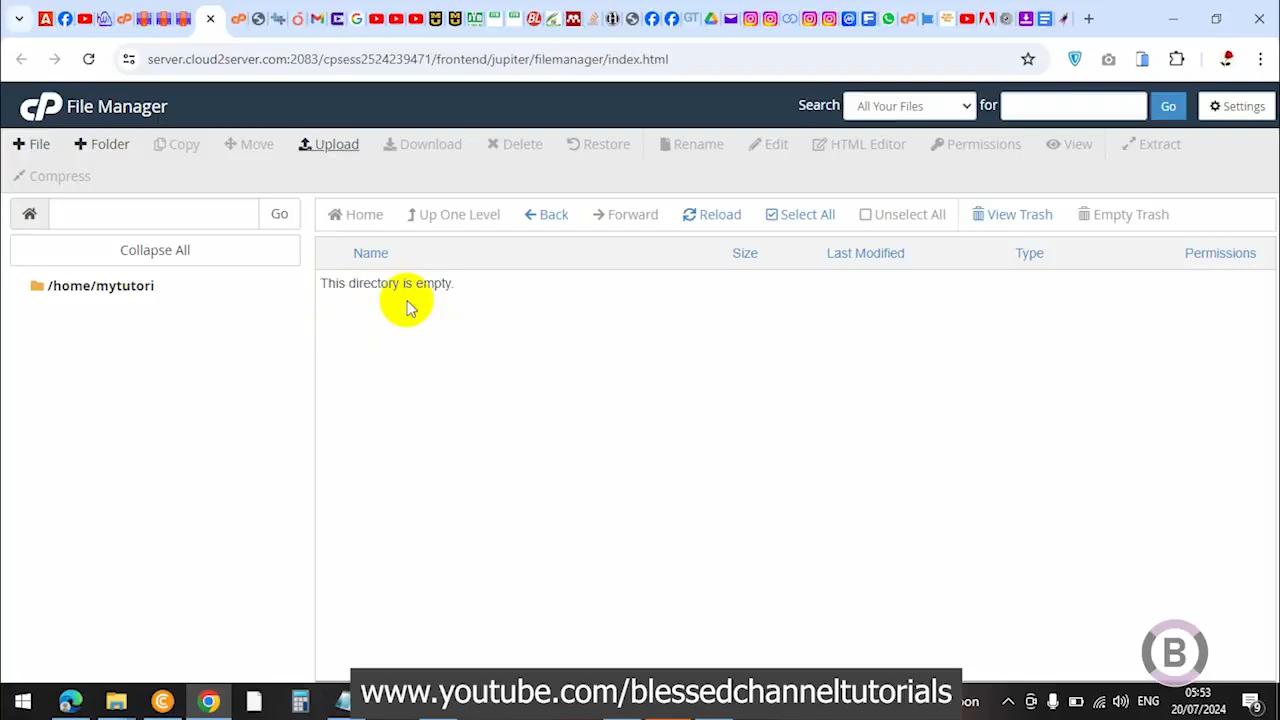 server.cloud2server.com:2083/cpsess2524239471/frontend/jupiter/filemanager/index.html
cP File Manager
Search All Your Files for Go Settings
File Folder Copy Move Upload Download Delete Restore Rename Edit HTML Editor Permissions View Extract
Compress
Go
Home Up One Level Back Forward Reload Select All Unselect All View Trash Empty Trash
Collapse All
Name Size Last Modified Type Permissions
/home/mytutori
This directory is empty.
B
www.youtube.com/blessedchanneltutorials
ENG
05:53
20/07/2024
9